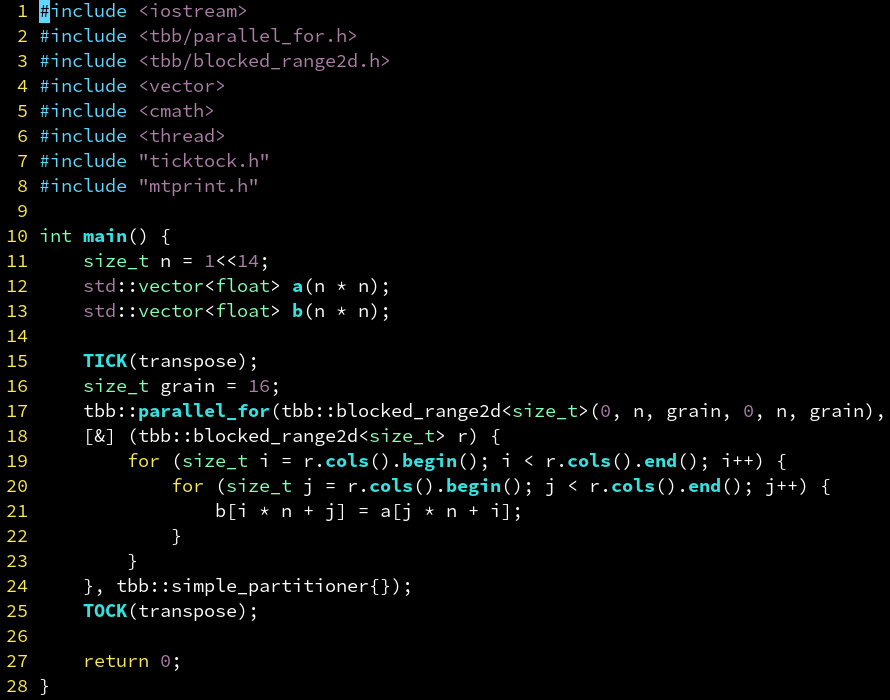 1 #include <iostream>
2 #include <tbb/parallel_for.h>
3 #include <tbb/blocked_range2d.h>
4 #include <vector>
5 #include <cmath>
6 #include <thread>
7 #include "ticktock.h"
8 #include "mtprint.h"
9
10 int main() {
11     size_t n = 1<<14;
12     std::vector<float> a(n * n);
13     std::vector<float> b(n * n);
14
15     TICK(transpose);
16     size_t grain = 16;
17     tbb::parallel_for(tbb::blocked_range2d<size_t>(0, n, grain, 0, n, grain),
18     [&] (tbb::blocked_range2d<size_t> r) {
19         for (size_t i = r.cols().begin(); i < r.cols().end(); i++) {
20             for (size_t j = r.cols().begin(); j < r.cols().end(); j++) {
21                 b[i * n + j] = a[j * n + i];
22             }
23         }
24     }, tbb::simple_partitioner{});
25     TOCK(transpose);
26
27     return 0;
28 }